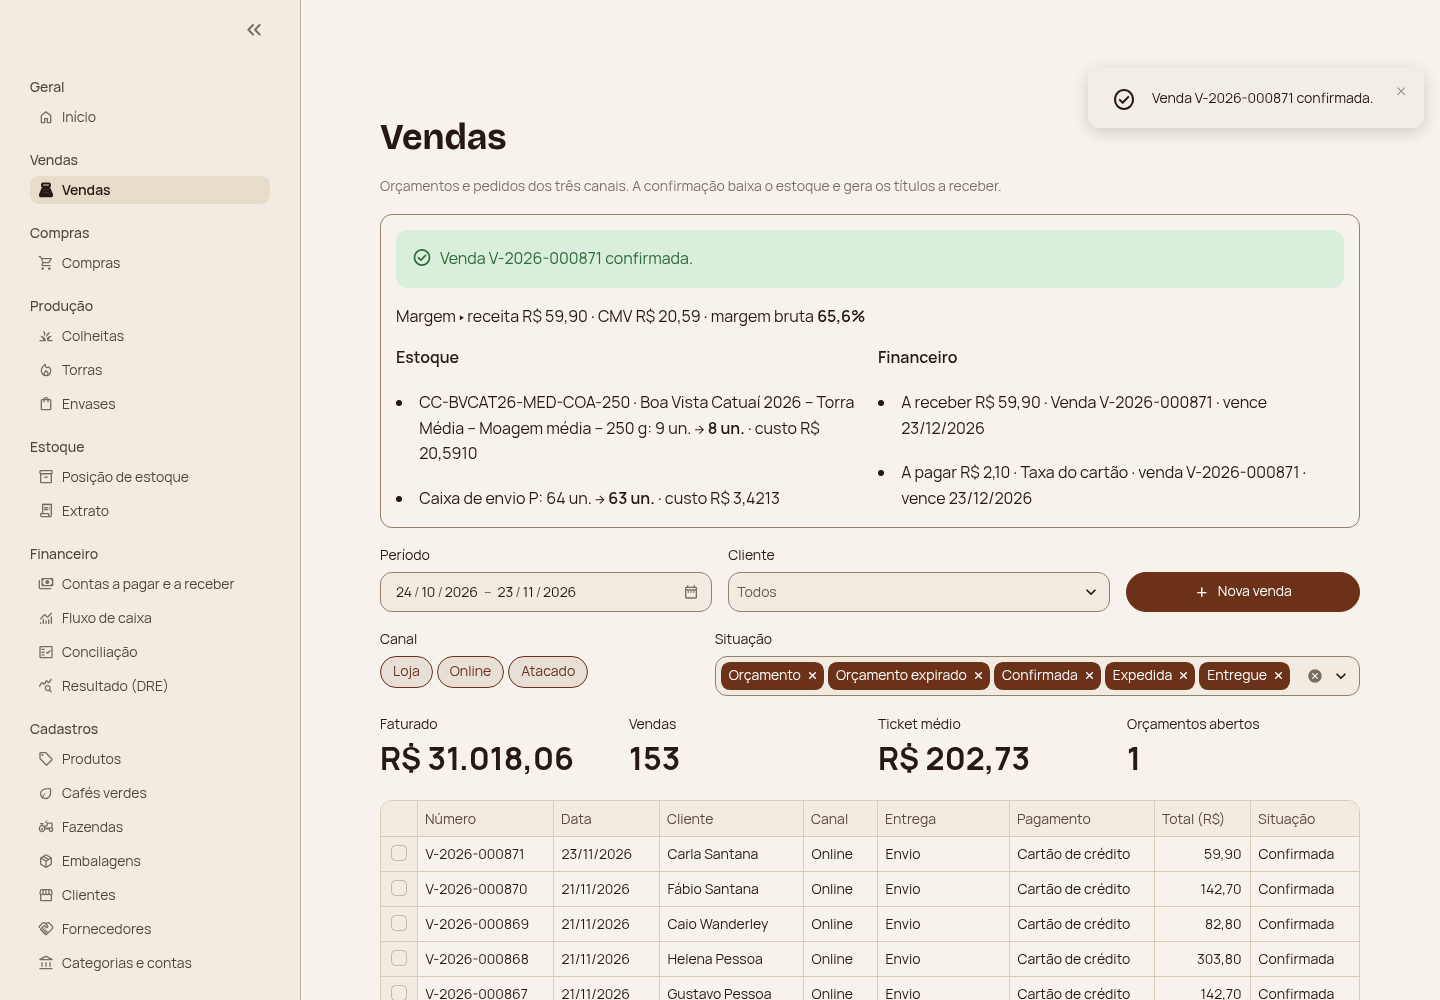 Geral
Início
Vendas
Vendas
Compras
Compras
Produção
Colheitas
Torras
Envases
Estoque
Posição de estoque
Extrato
Financeiro
Contas a pagar e a receber
Fluxo de caixa
Conciliação
Resultado (DRE)
Cadastros
Produtos
Cafés verdes
Fazendas
Embalagens
Clientes
Fornecedores
Categorias e contas
Venda V-2026-000871 confirmada.
Vendas
Orçamentos e pedidos dos três canais. A confirmação baixa o estoque e gera os títulos a receber.
Venda V-2026-000871 confirmada.
Margem ‣ receita R$ 59,90 · CMV R$ 20,59 · margem bruta 65,6%
Estoque
CC-BVCAT26-MED-COA-250 · Boa Vista Catuaí 2026 – Torra
Média – Moagem média – 250 g: 9 un. → 8 un. · custo R$
20,5910
Caixa de envio P: 64 un. → 63 un. · custo R$ 3,4213
Financeiro
A receber R$ 59,90 · Venda V-2026-000871 · vence
23/12/2026
A pagar R$ 2,10 · Taxa do cartão · venda V-2026-000871 ·
vence 23/12/2026
Período
24 / 10 / 2026 – 23 / 11 / 2026
Cliente
Todos
+ Nova venda
Canal
Loja Online Atacado
Situação
Orçamento Orçamento expirado Confirmada Expedida Entregue
Faturado
R$ 31.018,06
Vendas
153
Ticket médio
R$ 202,73
Orçamentos abertos
1
Número Data Cliente Canal Entrega Pagamento Total (R$) Situação
V-2026-000871 23/11/2026 Carla Santana Online Envio Cartão de crédito 59,90 Confirmada
V-2026-000870 21/11/2026 Fábio Santana Online Envio Cartão de crédito 142,70 Confirmada
V-2026-000869 21/11/2026 Caio Wanderley Online Envio Cartão de crédito 82,80 Confirmada
V-2026-000868 21/11/2026 Helena Pessoa Online Envio Cartão de crédito 303,80 Confirmada
V-2026-000867 21/11/2026 Gustavo Pessoa Online Envio Cartão de crédito 142,70 Confirmada